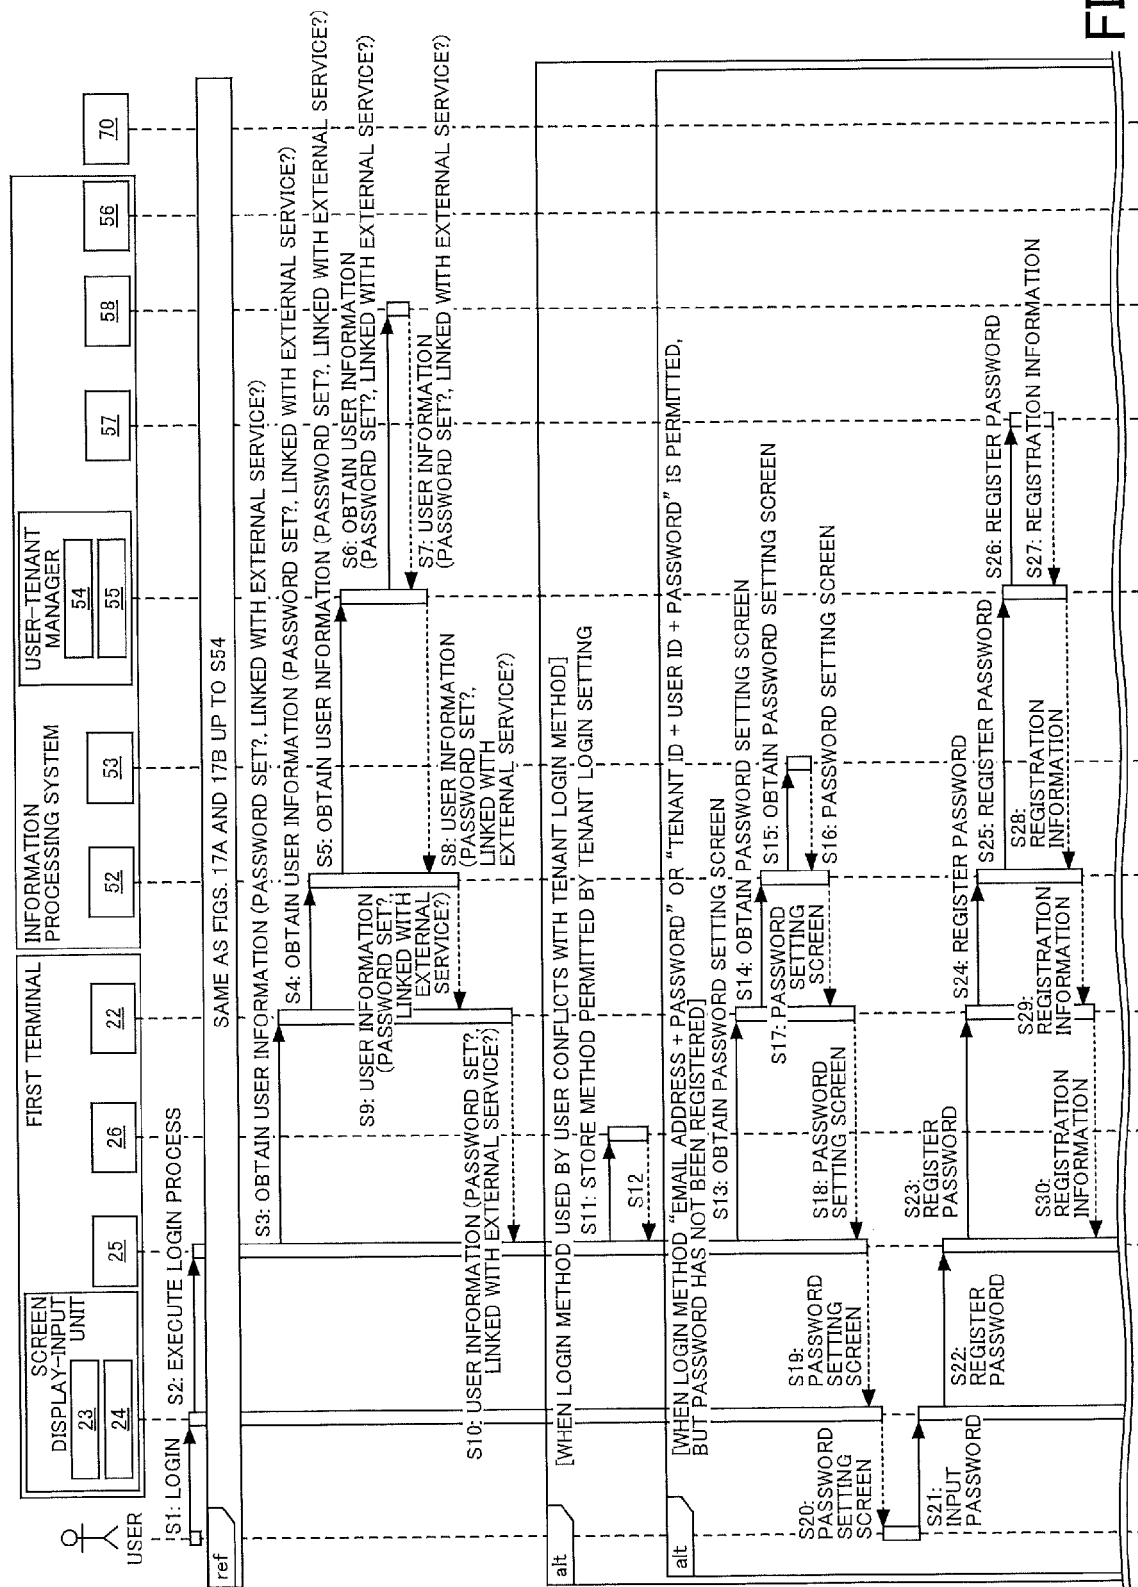 USER
FIRST TERMINAL
SCREEN
DISPLAY-INPUT
UNIT
23
24
25
26
22
INFORMATION
PROCESSING SYSTEM
52
53
USER-TENANT
MANAGER
54
55
57
58
56
70
S1: LOGIN
S2: EXECUTE LOGIN PROCESS
ref
SAME AS FIGS. 17A AND 17B UP TO S54
S3: OBTAIN USER INFORMATION (PASSWORD SET?, LINKED WITH EXTERNAL SERVICE?)
S4: OBTAIN USER INFORMATION (PASSWORD SET?, LINKED WITH EXTERNAL SERVICE?)
S5: OBTAIN USER INFORMATION (PASSWORD SET?, LINKED WITH EXTERNAL SERVICE?)
S6: OBTAIN USER INFORMATION
(PASSWORD SET?, LINKED WITH EXTERNAL SERVICE?)
S7: USER INFORMATION
(PASSWORD SET?, LINKED WITH EXTERNAL SERVICE?)
S8: USER INFORMATION
(PASSWORD SET?,
LINKED WITH
EXTERNAL SERVICE?)
S9: USER INFORMATION
(PASSWORD SET?,
LINKED WITH
EXTERNAL
SERVICE?)
S10: USER INFORMATION (PASSWORD SET?,
LINKED WITH EXTERNAL SERVICE?)
alt
[WHEN LOGIN METHOD USED BY USER CONFLICTS WITH TENANT LOGIN METHOD]
S11: STORE METHOD PERMITTED BY TENANT LOGIN SETTING
S12
alt
[WHEN LOGIN METHOD "EMAIL ADDRESS + PASSWORD" OR "TENANT ID + USER ID + PASSWORD" IS PERMITTED,
BUT PASSWORD HAS NOT BEEN REGISTERED]
S13: OBTAIN PASSWORD SETTING SCREEN
S14: OBTAIN PASSWORD SETTING SCREEN
S15: OBTAIN PASSWORD SETTING SCREEN
S16: PASSWORD SETTING SCREEN
S17: PASSWORD
SETTING
SCREEN
S18: PASSWORD
SETTING SCREEN
S19:
PASSWORD
SETTING
SCREEN
S20:
PASSWORD
SETTING
SCREEN
S21:
INPUT
PASSWORD
S22:
REGISTER
PASSWORD
S23:
REGISTER
PASSWORD
S24: REGISTER PASSWORD
S25: REGISTER PASSWORD
S26: REGISTER PASSWORD
S27: REGISTRATION INFORMATION
S28:
REGISTRATION
INFORMATION
S29:
REGISTRATION
INFORMATION
S30:
REGISTRATION
INFORMATION